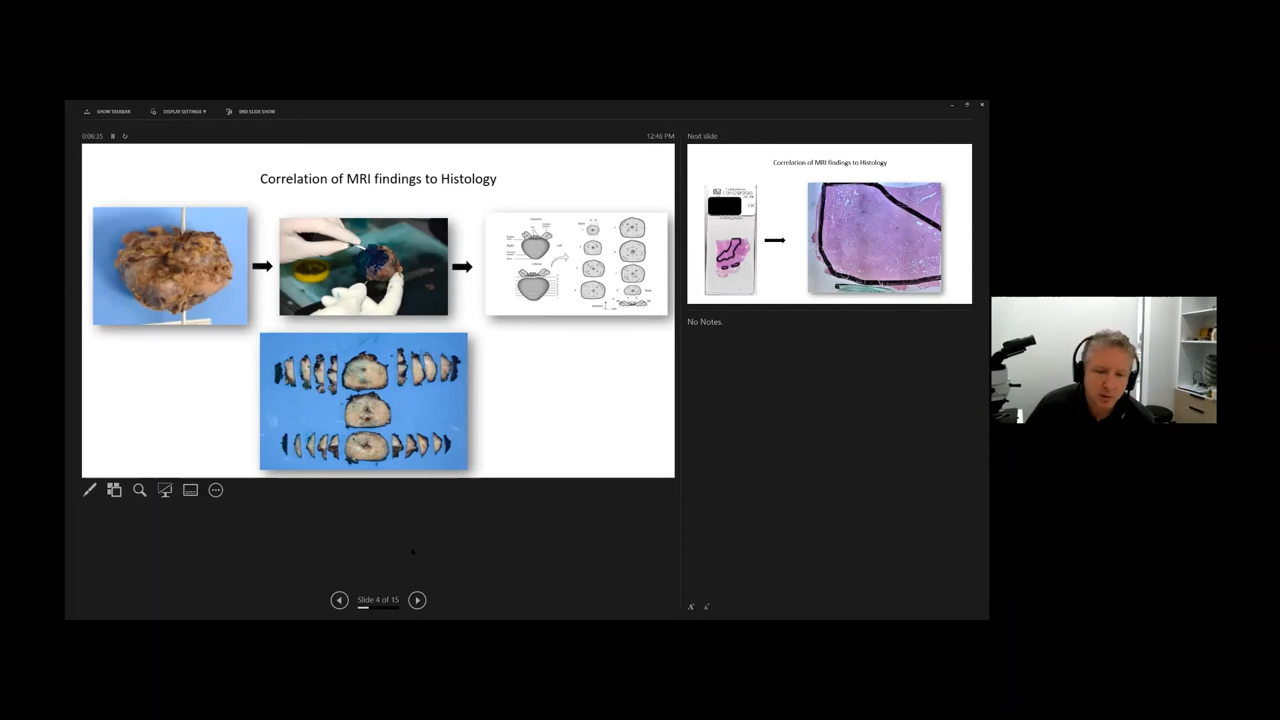 SHOW TASKBAR
DISPLAY SETTINGS ▾
END SLIDE SHOW
0:06:35
12:46 PM
Correlation of MRI findings to Histology
Slide 4 of 15
Next slide
Correlation of MRI findings to Histology
No Notes.